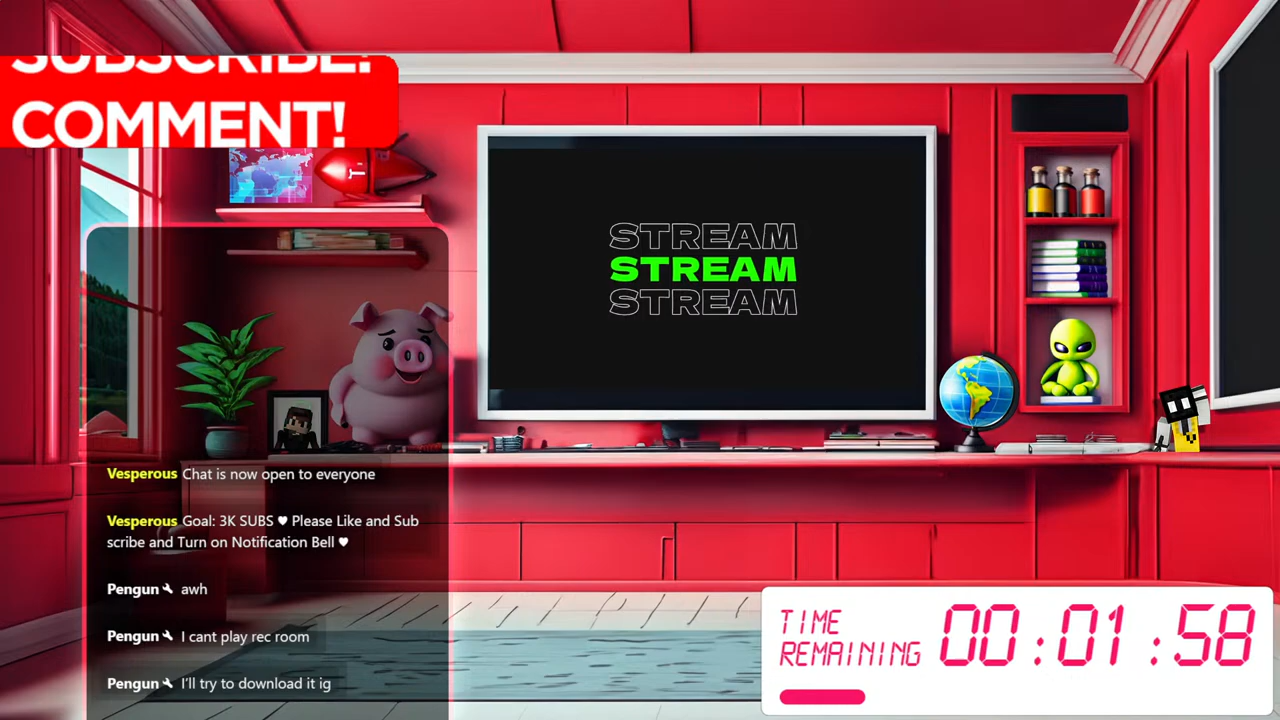 SUBSCRIBE!
COMMENT!
T
STREAM
STREAM
STREAM
Vesperous Chat is now open to everyone
Vesperous Goal: 3K SUBS ♥ Please Like and Sub
scribe and Turn on Notification Bell ♥
Pengun awh
Pengun I cant play rec room
Pengun I'll try to download it ig
TIME
REMAINING 00:01:58